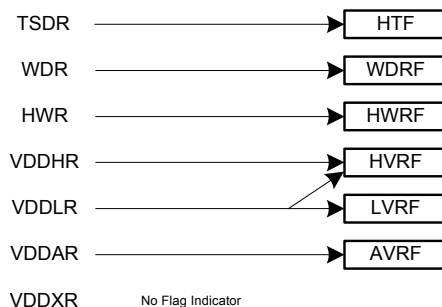 TSDR HTF
WDR WDRF
HWR HWRF
VDDHR HVRF
VDDLR LVRF
VDDAR AVRF
VDDXR No Flag Indicator